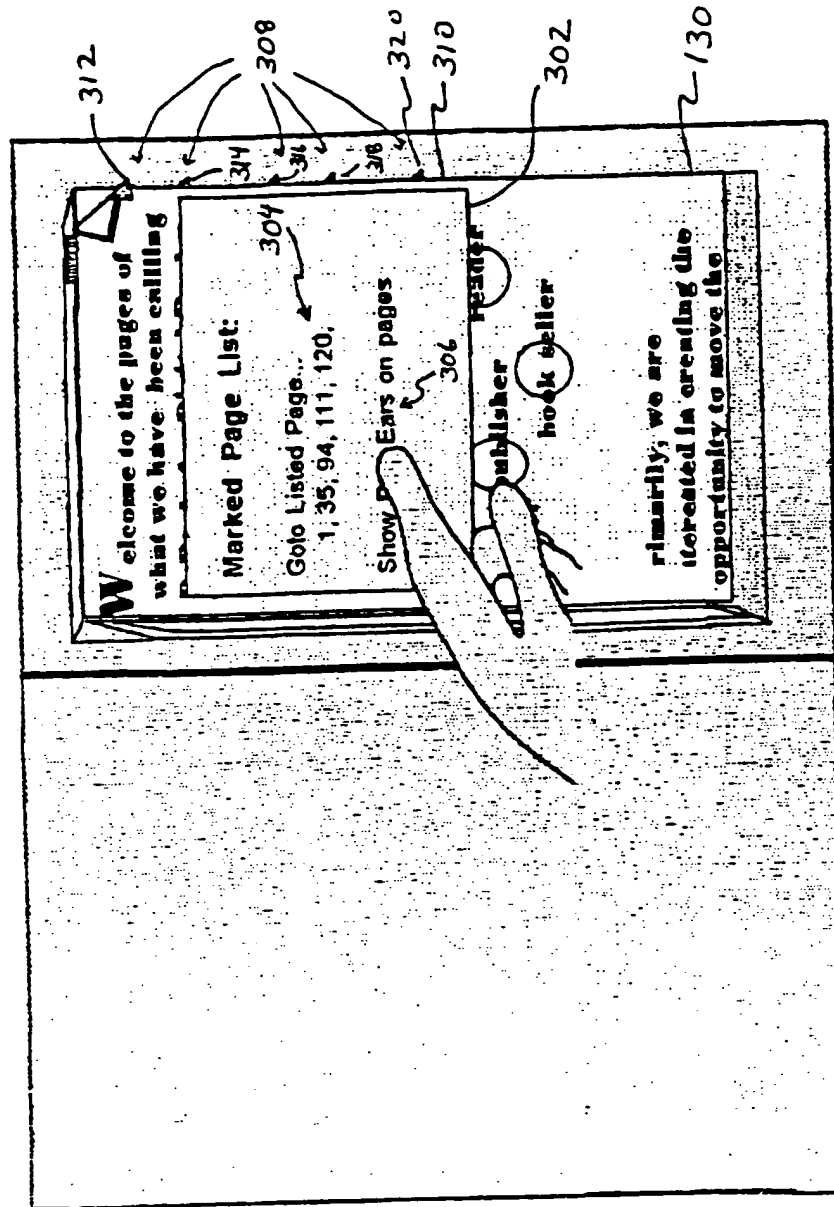 312
308
320
310
302
130
314
316
318
Welcome to the pages of
what we have been callling
Marked Page List:
304
Goto Listed Page...
1, 35, 94, 111, 120,
Show Ears on pages
306
reader
ublisher
book seller
rimarily, we are
iterested in creating the
opportunity to move the